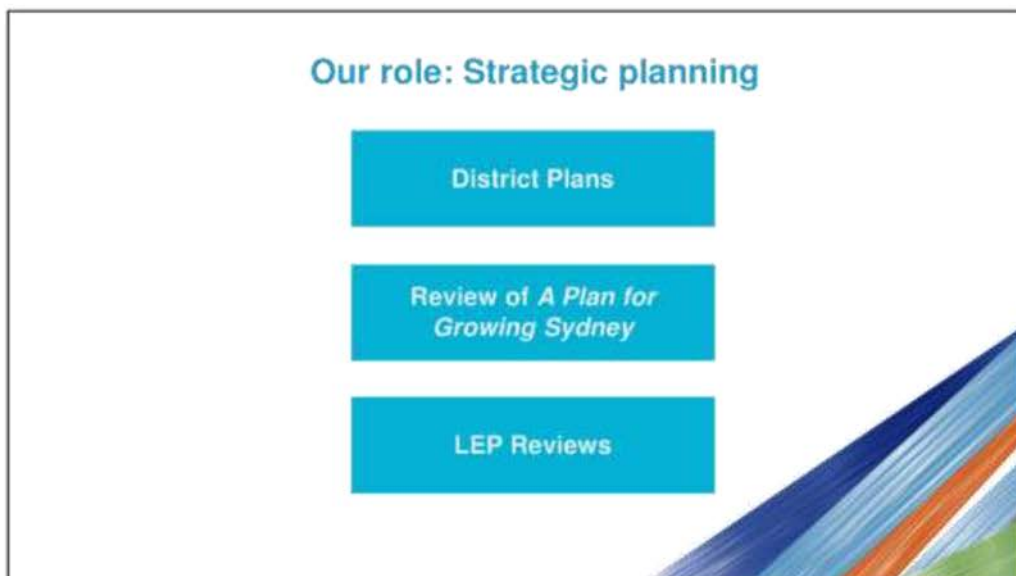 Our role: Strategic planning
District Plans
Review of A Plan for
Growing Sydney
LEP Reviews